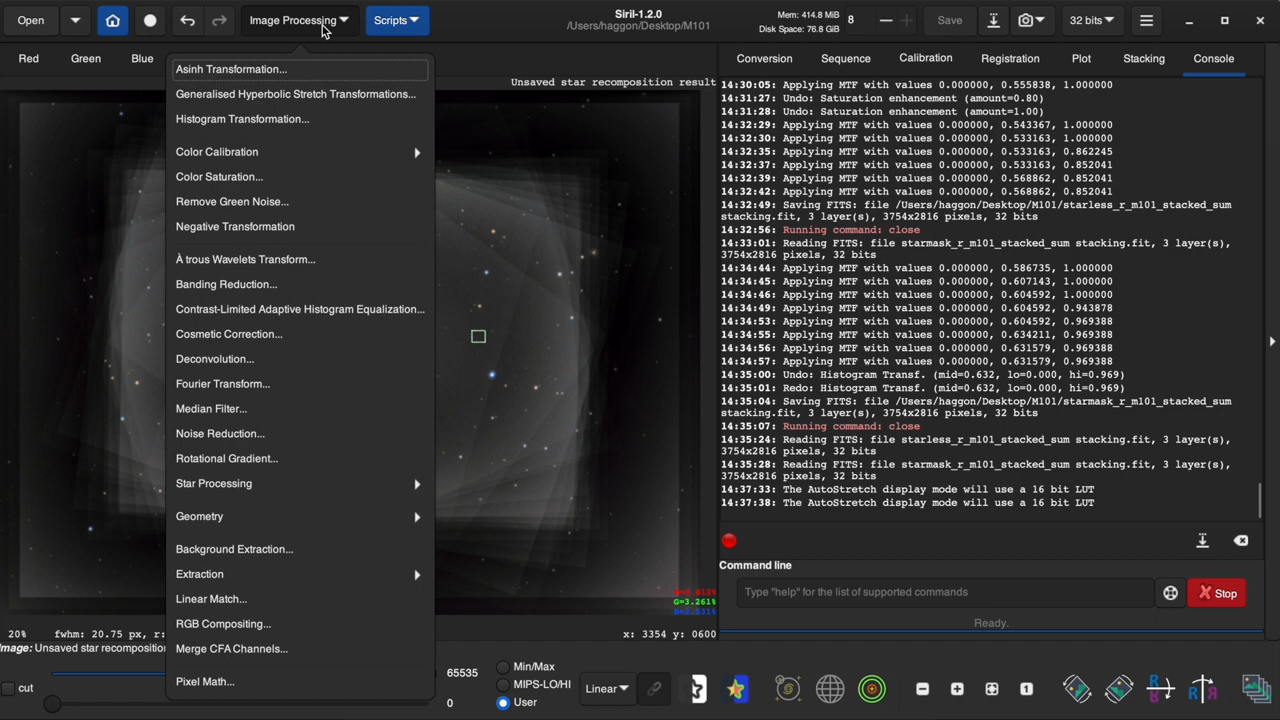 Open
Image Processing
Scripts
Siril-1.2.0
/Users/haggon/Desktop/M101
Mem: 414.8 MiB
Disk Space: 76.8 GiB
8
Save
32 bits
Red
Green
Blue
Unsaved star recomposition result
Asinh Transformation...
Generalised Hyperbolic Stretch Transformations...
Histogram Transformation...
Color Calibration
Color Saturation...
Remove Green Noise...
Negative Transformation
À trous Wavelets Transform...
Banding Reduction...
Contrast-Limited Adaptive Histogram Equalization...
Cosmetic Correction...
Deconvolution...
Fourier Transform...
Median Filter...
Noise Reduction...
Rotational Gradient...
Star Processing
Geometry
Background Extraction...
Extraction
Linear Match...
RGB Compositing...
Merge CFA Channels...
Pixel Math...
G=3.261%
20%
fwhm: 20.75 px, r:
x: 3354 y: 0600
Image: Unsaved star recomposition
cut
65535
0
Min/Max
MIPS-LO/HI
User
Linear
Conversion
Sequence
Calibration
Registration
Plot
Stacking
Console
14:30:05: Applying MTF with values 0.000000, 0.555838, 1.000000
14:31:27: Undo: Saturation enhancement (amount=0.80)
14:31:28: Undo: Saturation enhancement (amount=1.00)
14:32:29: Applying MTF with values 0.000000, 0.543367, 1.000000
14:32:30: Applying MTF with values 0.000000, 0.533163, 1.000000
14:32:35: Applying MTF with values 0.000000, 0.533163, 0.862245
14:32:37: Applying MTF with values 0.000000, 0.533163, 0.852041
14:32:39: Applying MTF with values 0.000000, 0.568862, 0.852041
14:32:42: Applying MTF with values 0.000000, 0.568862, 0.852041
14:32:49: Saving FITS: file /Users/haggon/Desktop/M101/starless_r_m101_stacked_sum
stacking.fit, 3 layer(s), 3754x2816 pixels, 32 bits
14:32:56: Running command: close
14:33:01: Reading FITS: file starmask_r_m101_stacked_sum stacking.fit, 3 layer(s),
3754x2816 pixels, 32 bits
14:34:44: Applying MTF with values 0.000000, 0.586735, 1.000000
14:34:45: Applying MTF with values 0.000000, 0.607143, 1.000000
14:34:46: Applying MTF with values 0.000000, 0.604592, 1.000000
14:34:49: Applying MTF with values 0.000000, 0.604592, 0.943878
14:34:53: Applying MTF with values 0.000000, 0.604592, 0.969388
14:34:55: Applying MTF with values 0.000000, 0.634211, 0.969388
14:34:56: Applying MTF with values 0.000000, 0.631579, 0.969388
14:34:57: Applying MTF with values 0.000000, 0.631579, 0.969388
14:35:00: Undo: Histogram Transf. (mid=0.632, lo=0.000, hi=0.969)
14:35:01: Redo: Histogram Transf. (mid=0.632, lo=0.000, hi=0.969)
14:35:04: Saving FITS: file /Users/haggon/Desktop/M101/starmask_r_m101_stacked_sum
stacking.fit, 3 layer(s), 3754x2816 pixels, 32 bits
14:35:07: Running command: close
14:35:24: Reading FITS: file starless_r_m101_stacked_sum stacking.fit, 3 layer(s),
3754x2816 pixels, 32 bits
14:35:28: Reading FITS: file starmask_r_m101_stacked_sum stacking.fit, 3 layer(s),
3754x2816 pixels, 32 bits
14:37:33: The AutoStretch display mode will use a 16 bit LUT
14:37:38: The AutoStretch display mode will use a 16 bit LUT
Command line
Type "help" for the list of supported commands
Stop
Ready.